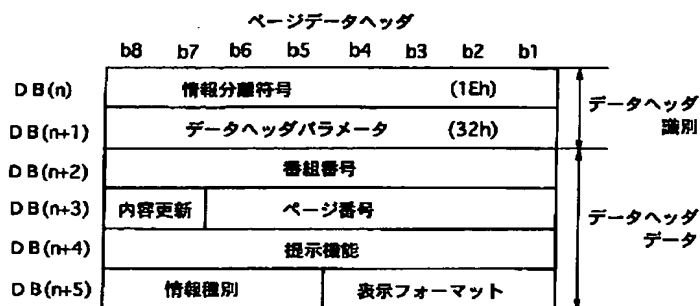 ページデータヘッダ
b8 b7 b6 b5 b4 b3 b2 b1
DB(n) 情報分離符号 (1Eh)
DB(n+1) データヘッダパラメータ (32h)
データヘッダ
識別
DB(n+2) 番組番号
DB(n+3) 内容更新 ページ番号
DB(n+4) 提示機能
データヘッダ
データ
DB(n+5) 情報種別 表示フォーマット